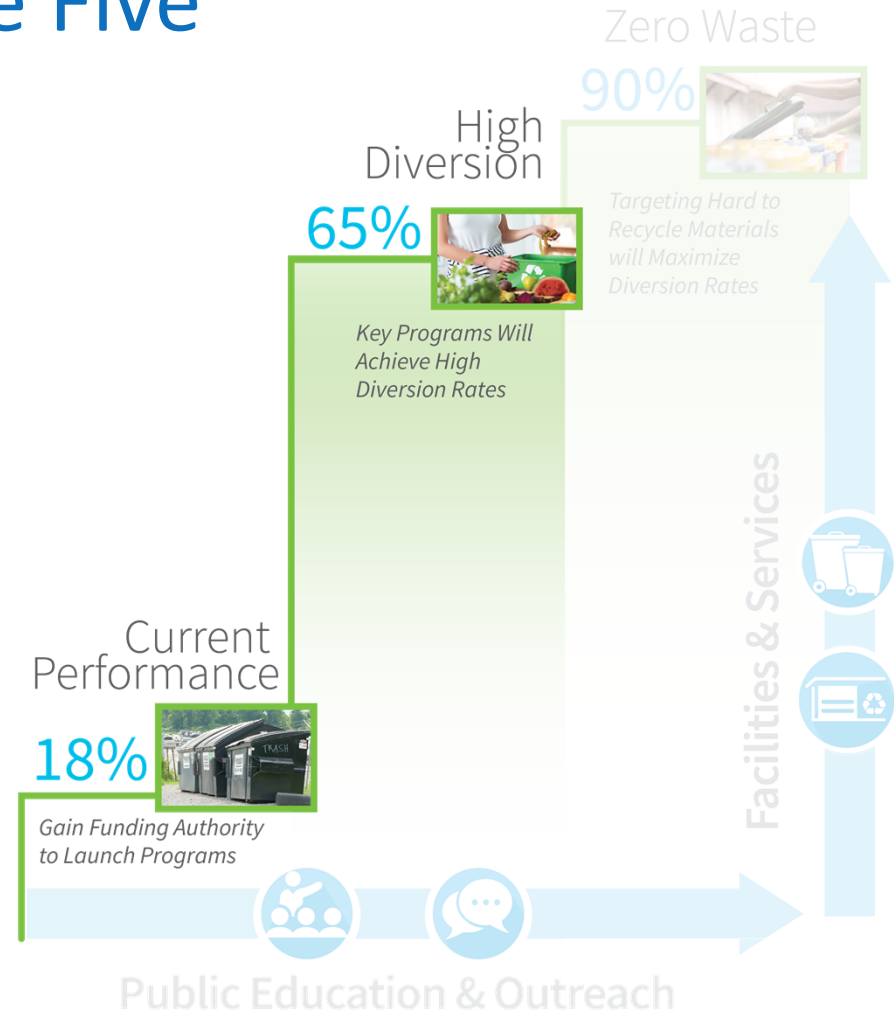 Five
Zero Waste
90%
High
Diversion
65%
Targeting Hard to
Recycle Materials
will Maximize
Diversion Rates
Key Programs Will
Achieve High
Diversion Rates
Facilities & Services
Current
Performance
18%
TRASH
Gain Funding Authority
to Launch Programs
Public Education & Outreach